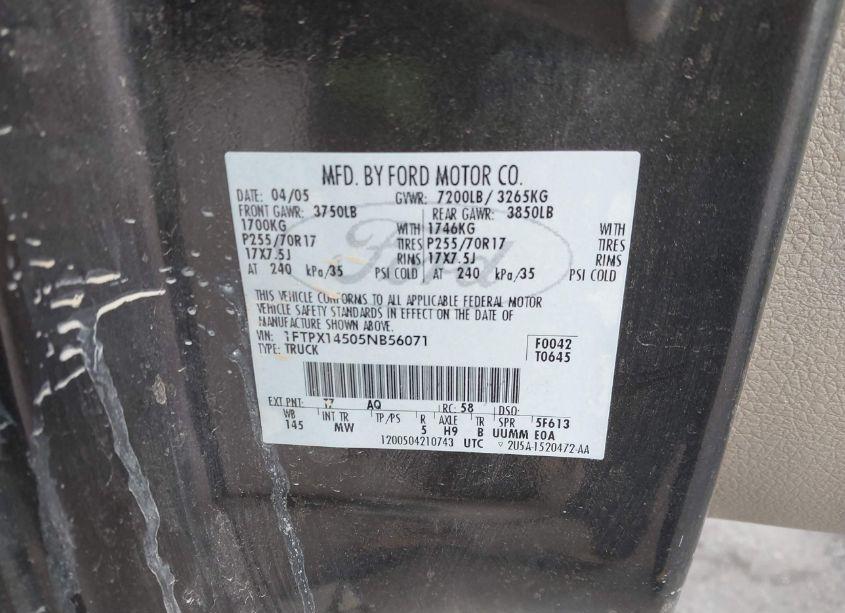 MFD. BY FORD MOTOR CO.
DATE: 04/05 GVWR: 7200LB/ 3265KG
FRONT GAWR: 3750LB REAR GAWR: 3850LB
1700KG WITH 1746KG WITH
P255/70R17 TIRES P255/70R17 TIRES
17X7.5J RIMS 17X7.5J RIMS
AT 240 kPa/35 PSI COLD AT 240 kPa/35 PSI COLD
Ford
THIS VEHICLE CONFORMS TO ALL APPLICABLE FEDERAL MOTOR
VEHICLE SAFETY STANDARDS IN EFFECT ON THE DATE OF
MANUFACTURE SHOWN ABOVE.
VIN: 1FTPX14505NB56071 F0042
TYPE: TRUCK T0645
EXT PNT: AQ RC: 58 DSO:
WB INT TR TP/PS R AXLE TR SPR 5F613
145 MW 5 H9 B UUMM E0A
1200504210743 UTC ▽ 2U5A-1520472-AA